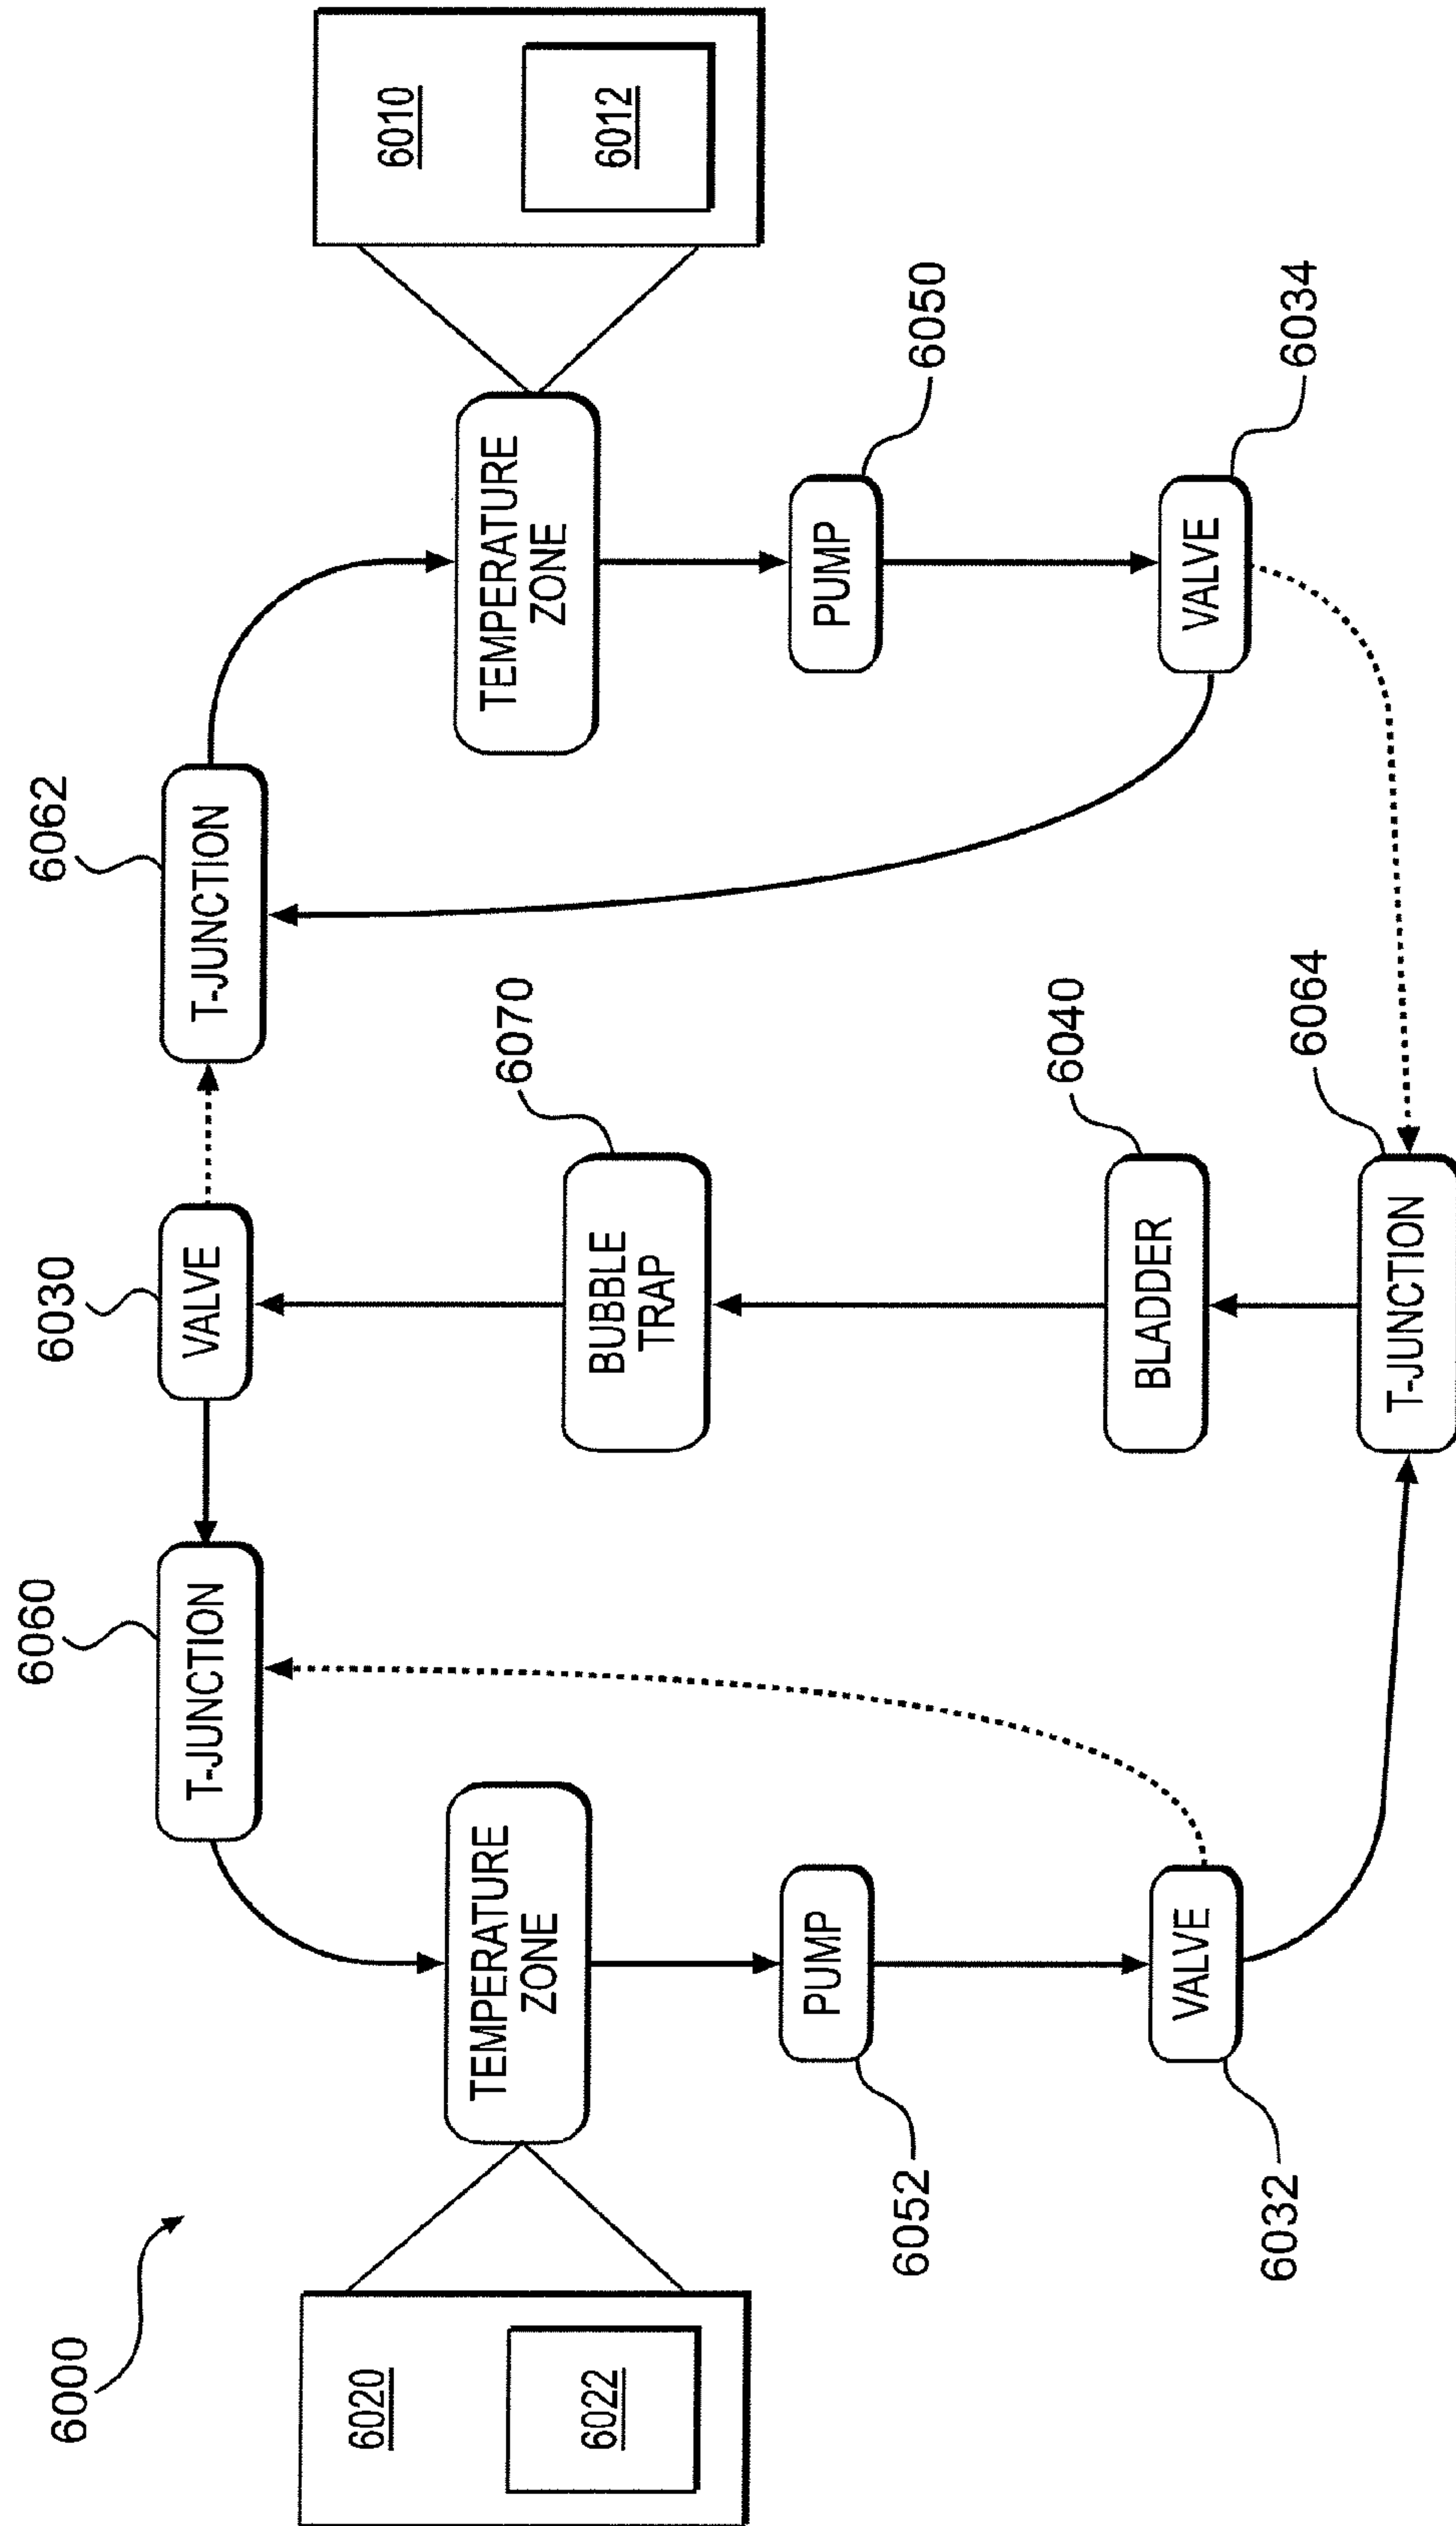 6000
6060
6030
6062
T-JUNCTION
VALVE
T-JUNCTION
6020
6022
TEMPERATURE
ZONE
6070
BUBBLE
TRAP
TEMPERATURE
ZONE
6010
6012
PUMP
6052
PUMP
6050
6040
BLADDER
VALVE
6032
VALVE
6034
6064
T-JUNCTION